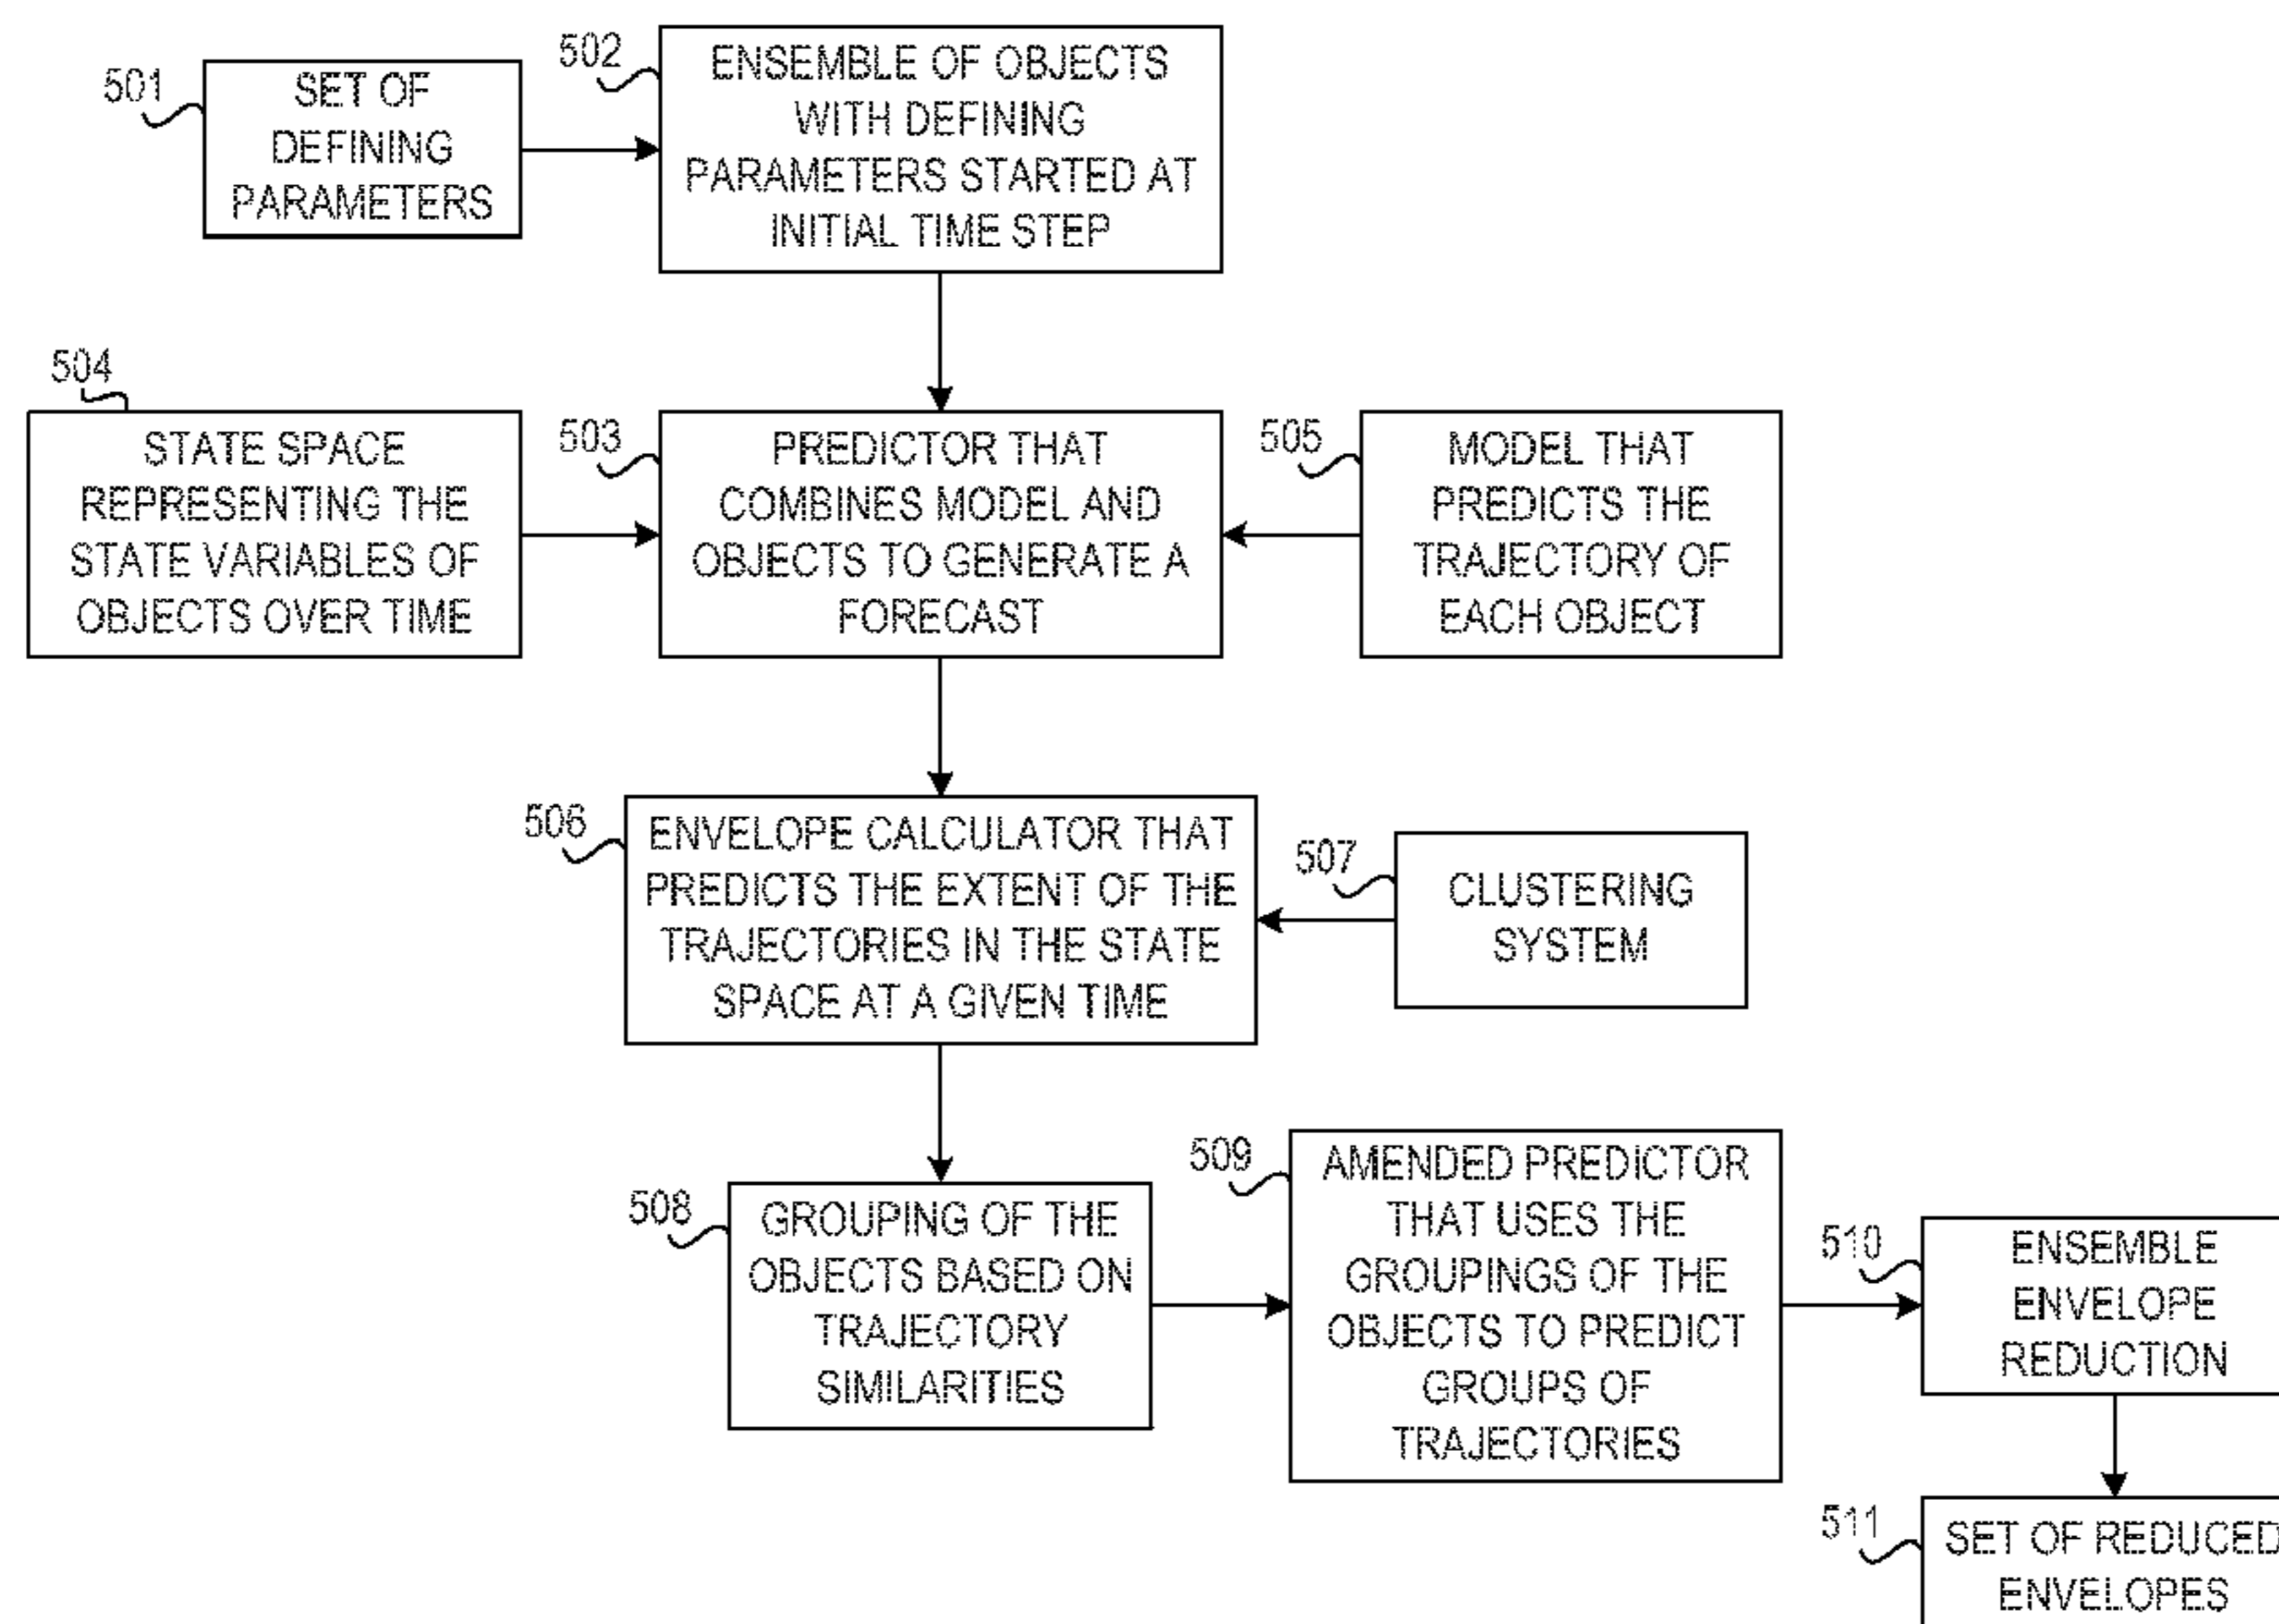 501
SET OF
DEFINING
PARAMETERS
502
ENSEMBLE OF OBJECTS
WITH DEFINING
PARAMETERS STARTED AT
INITIAL TIME STEP
504
STATE SPACE
REPRESENTING THE
STATE VARIABLES OF
OBJECTS OVER TIME
503
PREDICTOR THAT
COMBINES MODEL AND
OBJECTS TO GENERATE A
FORECAST
505
MODEL THAT
PREDICTS THE
TRAJECTORY OF
EACH OBJECT
506
ENVELOPE CALCULATOR THAT
PREDICTS THE EXTENT OF THE
TRAJECTORIES IN THE STATE
SPACE AT A GIVEN TIME
507
CLUSTERING
SYSTEM
508
GROUPING OF THE
OBJECTS BASED ON
TRAJECTORY
SIMILARITIES
509
AMENDED PREDICTOR
THAT USES THE
GROUPINGS OF THE
OBJECTS TO PREDICT
GROUPS OF
TRAJECTORIES
510
ENSEMBLE
ENVELOPE
REDUCTION
511
SET OF REDUCED
ENVELOPES